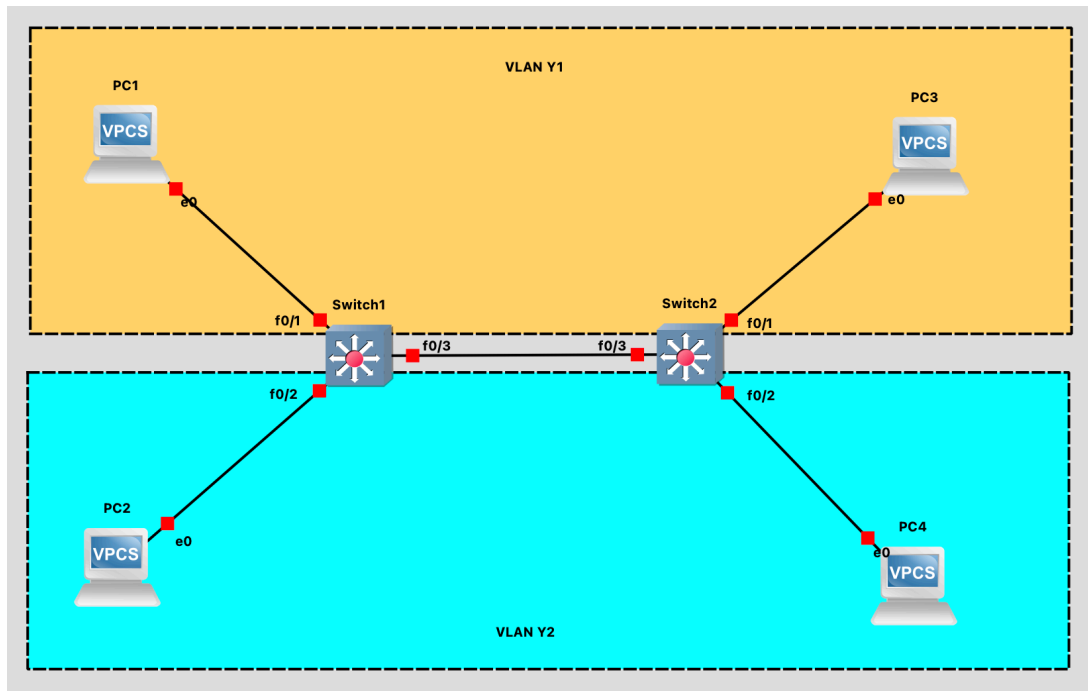 VLAN Y1
PC1
VPCS
e0
PC3
VPCS
e0
Switch1
f0/1
f0/3
f0/2
Switch2
f0/1
f0/3
f0/2
PC2
VPCS
e0
PC4
VPCS
e0
VLAN Y2